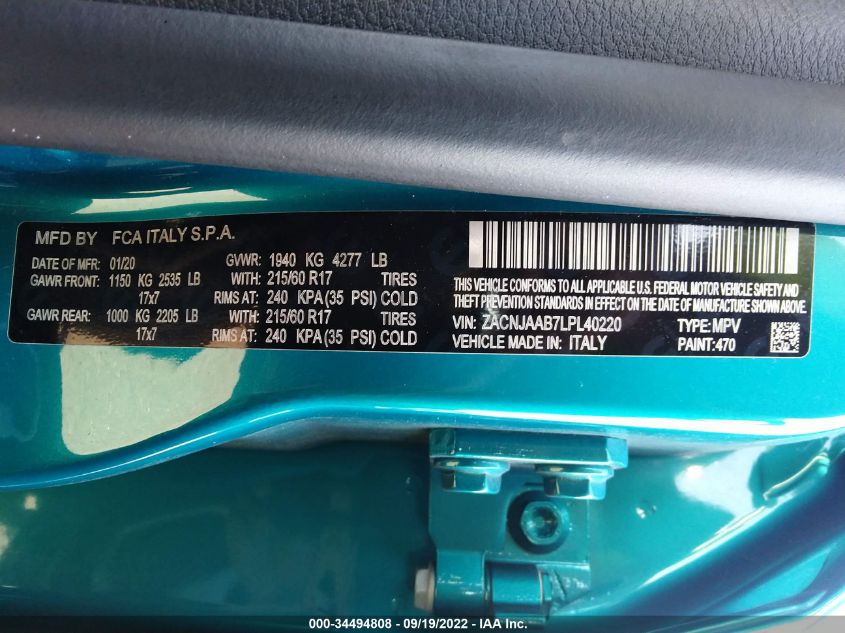 MFD BY FCA ITALY S.P.A.
DATE OF MFR: 01/20 GVWR: 1940 KG 4277 LB
GAWR FRONT: 1150 KG 2535 LB WITH: 215/60 R17 TIRES
17x7 RIMS AT: 240 KPA (35 PSI) COLD
GAWR REAR: 1000 KG 2205 LB WITH: 215/60 R17 TIRES
17x7 RIMS AT: 240 KPA (35 PSI) COLD
THIS VEHICLE CONFORMS TO ALL APPLICABLE U.S. FEDERAL MOTOR VEHICLE SAFETY AND
THEFT PREVENTION STANDARDS IN EFFECT ON THE DATE OF MANUFACTURE SHOWN ABOVE.
VIN: ZACNJAAB7LPL40220 TYPE: MPV
VEHICLE MADE IN: ITALY PAINT: 470
000-34494808 - 09/19/2022 - IAA Inc.